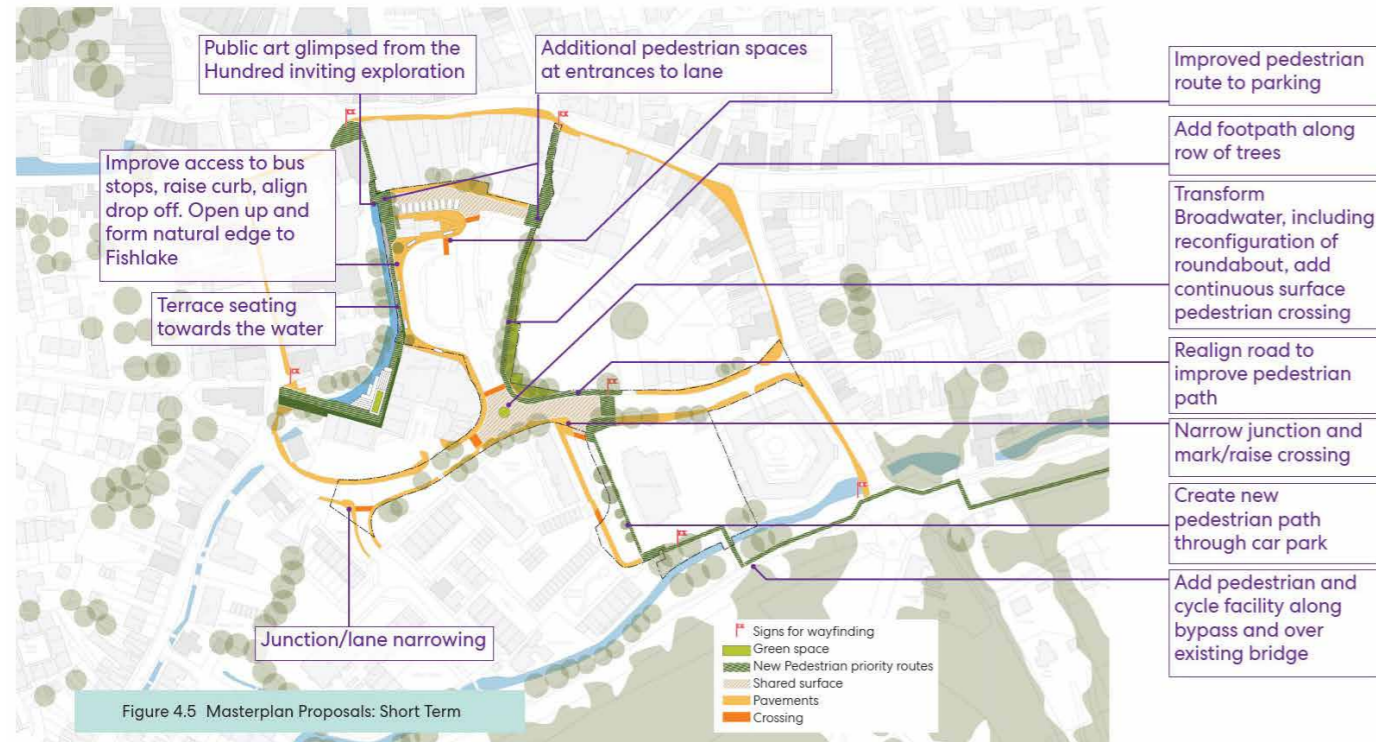 Public art glimpsed from the
Hundred inviting exploration
Additional pedestrian spaces
at entrances to lane
Improve access to bus
stops, raise curb, align
drop off. Open up and
form natural edge to
Fishlake
Terrace seating
towards the water
Junction/lane narrowing
Improved pedestrian
route to parking
Add footpath along
row of trees
Transform
Broadwater, including
reconfiguration of
roundabout, add
continuous surface
pedestrian crossing
Realign road to
improve pedestrian
path
Narrow junction and
mark/raise crossing
Create new
pedestrian path
through car park
Add pedestrian and
cycle facility along
bypass and over
existing bridge
Signs for wayfinding
Green space
New Pedestrian priority routes
Shared surface
Pavements
Crossing
Figure 4.5 Masterplan Proposals: Short Term